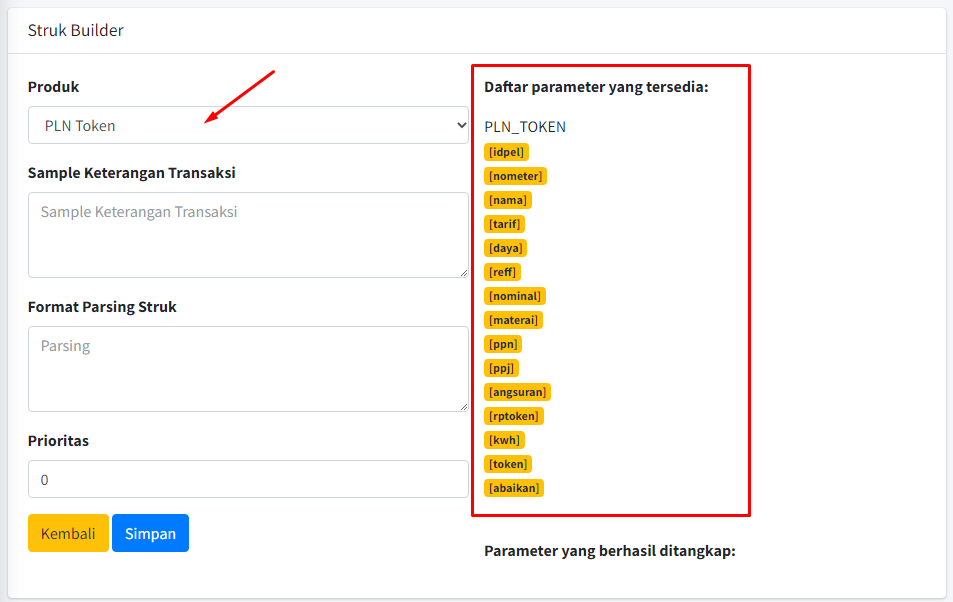 Struk Builder
Produk
PLN Token
Sample Keterangan Transaksi
Sample Keterangan Transaksi
Format Parsing Struk
Parsing
Prioritas
0
Kembali
Simpan
Daftar parameter yang tersedia:
PLN_TOKEN
[idpel]
[nometer]
[nama]
[tarif]
[daya]
[reff]
[nominal]
[materai]
[ppn]
[ppj]
[angsuran]
[rptoken]
[kwh]
[token]
[abaikan]
Parameter yang berhasil ditangkap: